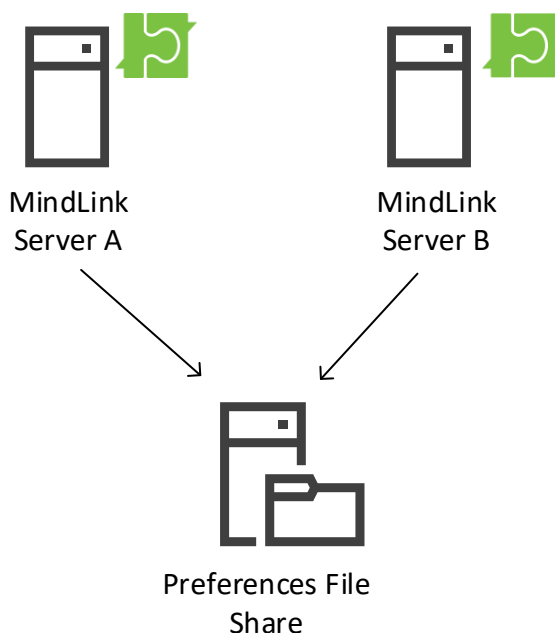 MindLink
Server A
MindLink
Server B
Preferences File
Share